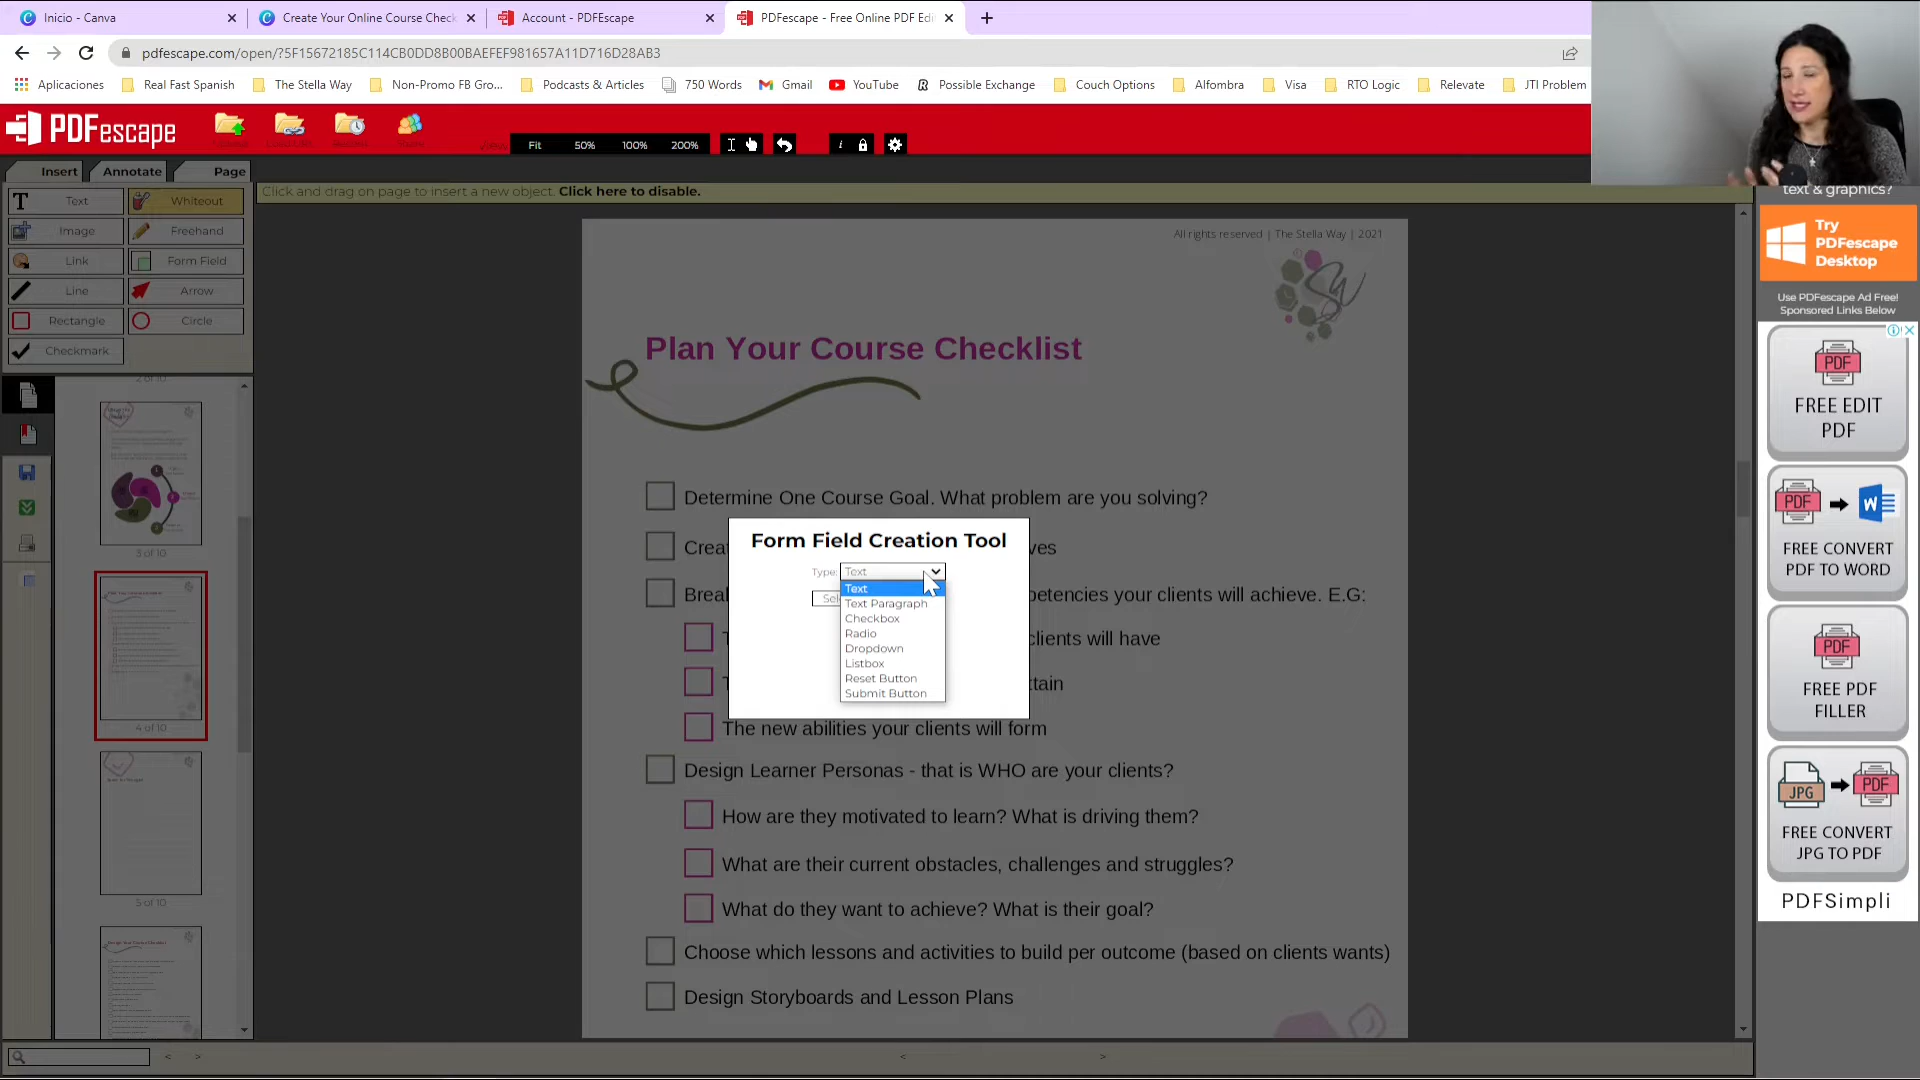 Inicio - Canva
Create Your Online Course Check
Account - PDFEscape
PDFescape - Free Online PDF Edi
pdfescape.com/open/?5F15672185C114CB0DD8B00BAEFEF981657A11D716D28AB3
Aplicaciones
Real Fast Spanish
The Stella Way
Non-Promo FB Gro...
Podcasts & Articles
750 Words
Gmail
YouTube
Possible Exchange
Couch Options
Alfombra
Visa
RTO Logic
Relevate
JTI Problem
PDFescape
Fit
50%
100%
200%
Insert
Annotate
Page
Click and drag on page to insert a new object. Click here to disable.
Text
Whiteout
Image
Freehand
Link
Form Field
Line
Arrow
Rectangle
Circle
Checkmark
2 of 10
3 of 10
4 of 10
5 of 10
All rights reserved | The Stella Way | 2021
SW
Plan Your Course Checklist
Determine One Course Goal. What problem are you solving?
Crea
ves
Brea
petencies your clients will achieve. E.G:
T
clients will have
T
tain
The new abilities your clients will form
Design Learner Personas - that is WHO are your clients?
How are they motivated to learn? What is driving them?
What are their current obstacles, challenges and struggles?
What do they want to achieve? What is their goal?
Choose which lessons and activities to build per outcome (based on clients wants)
Design Storyboards and Lesson Plans
Form Field Creation Tool
Type: Text
Sel
Text
Text Paragraph
Checkbox
Radio
Dropdown
Listbox
Reset Button
Submit Button
text & graphics?
Try
PDFescape
Desktop
Use PDFescape Ad Free!
Sponsored Links Below
PDF
FREE EDIT
PDF
PDF
W
FREE CONVERT
PDF TO WORD
PDF
FREE PDF
FILLER
JPG
PDF
FREE CONVERT
JPG TO PDF
PDFSimpli